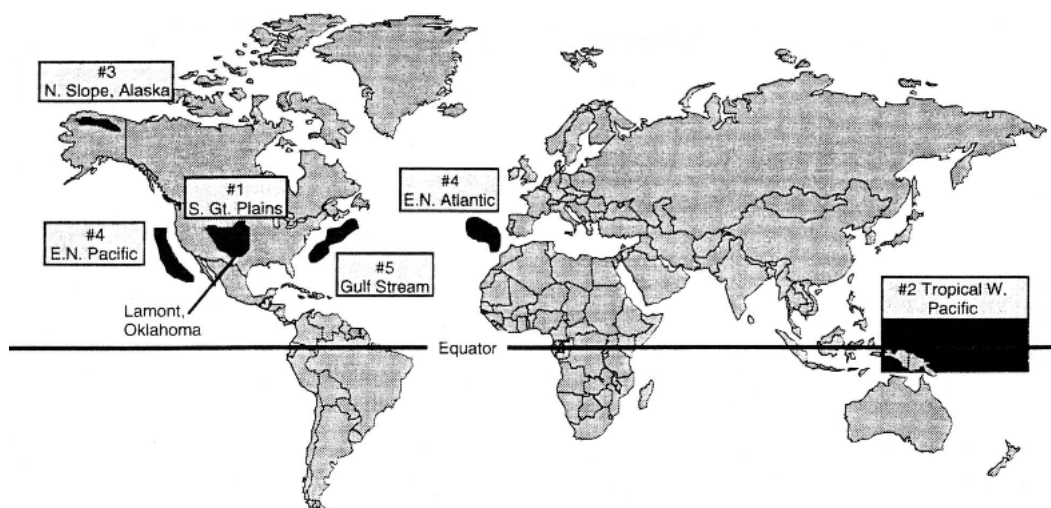 #3
N. Slope, Alaska
#1
S. Gt. Plains
#4
E.N. Atlantic
#4
E.N. Pacific
#5
Gulf Stream
#2 Tropical W.
Pacific
Lamont,
Oklahoma
Equator